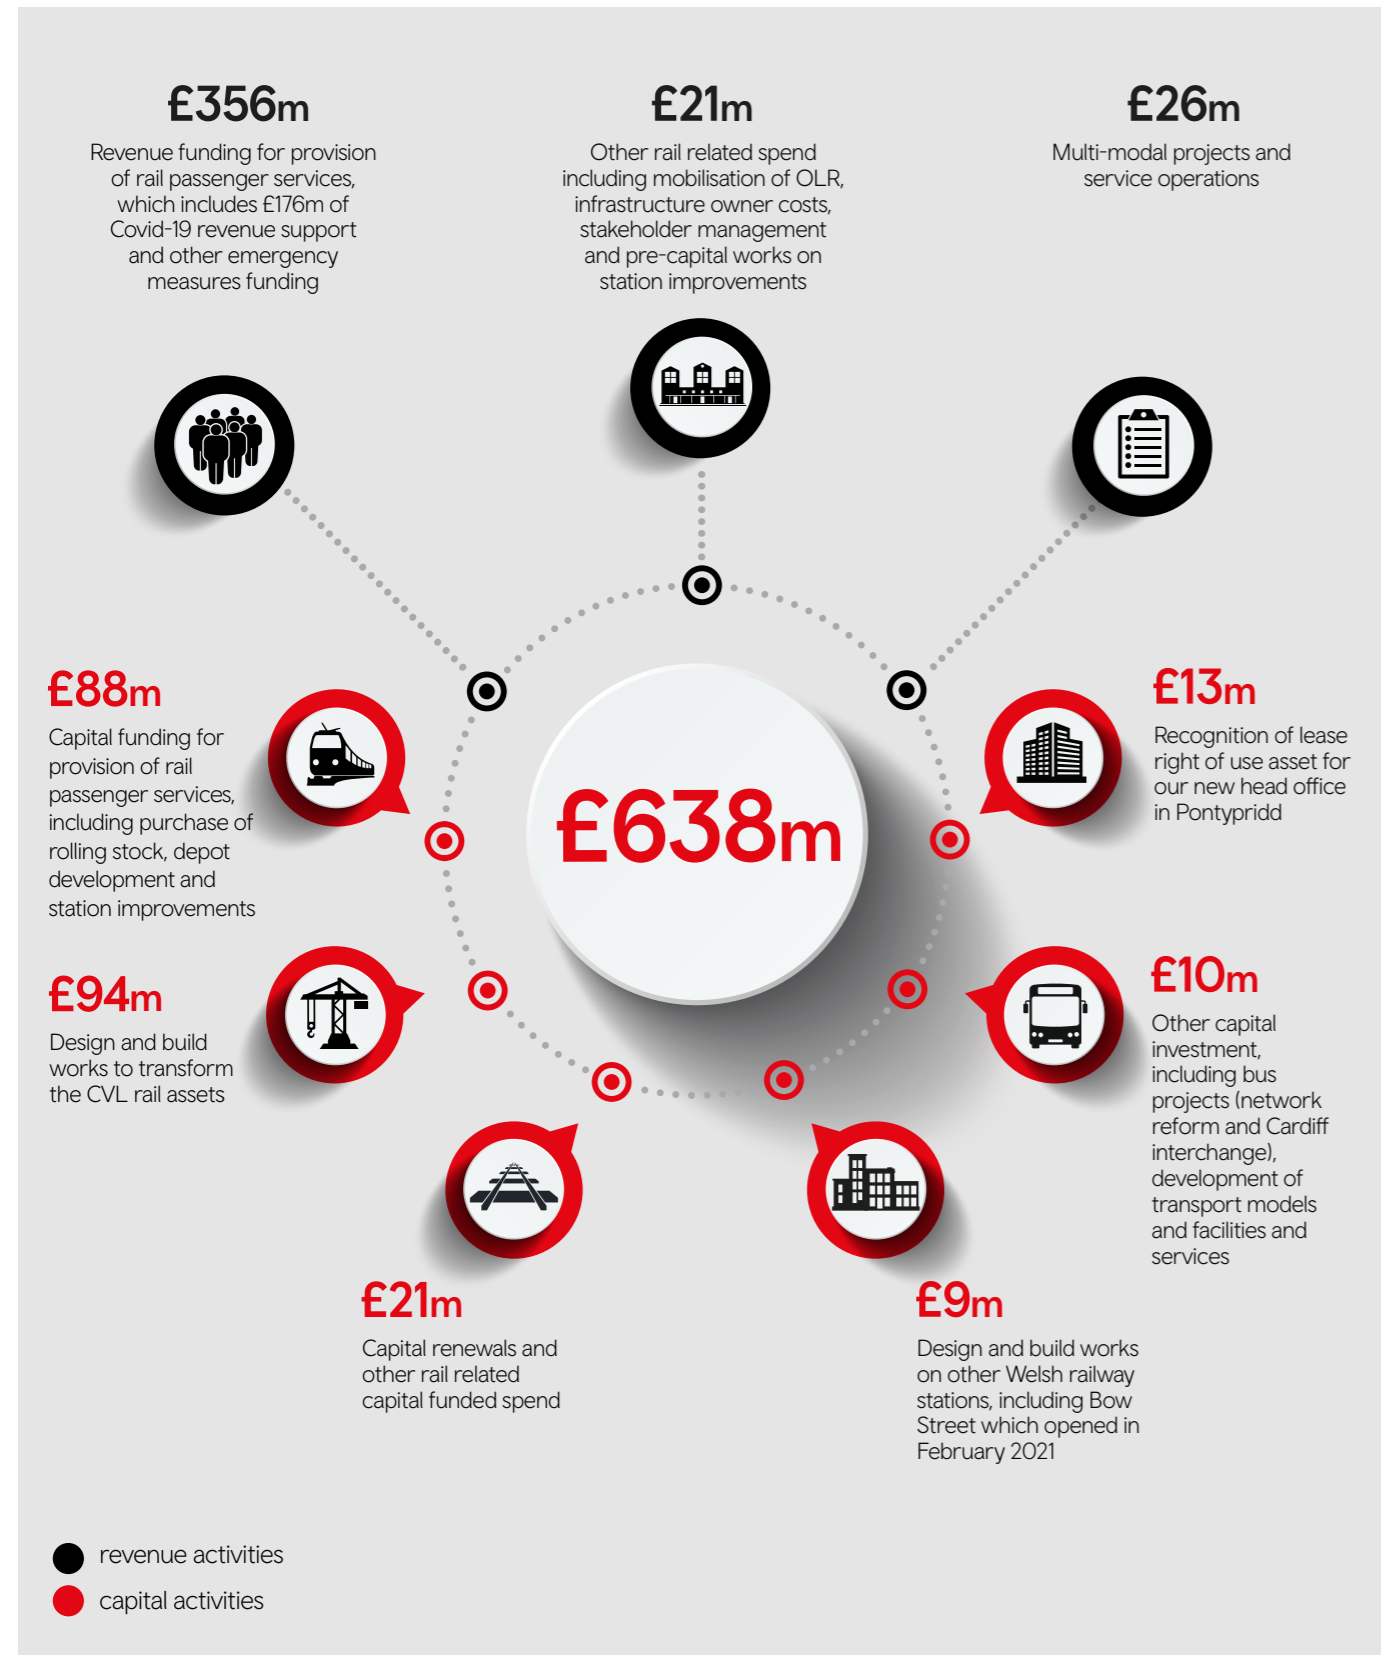 £356m
Revenue funding for provision
of rail passenger services,
which includes £176m of
Covid-19 revenue support
and other emergency
measures funding
£21m
Other rail related spend
including mobilisation of OLR,
infrastructure owner costs,
stakeholder management
and pre-capital works on
station improvements
£26m
Multi-modal projects and
service operations
£88m
Capital funding for
provision of rail
passenger services,
including purchase of
rolling stock, depot
development and
station improvements
£638m
£13m
Recognition of lease
right of use asset for
our new head office
in Pontypridd
£94m
Design and build
works to transform
the CVL rail assets
£10m
Other capital
investment,
including bus
projects (network
reform and Cardiff
interchange),
development of
transport models
and facilities and
services
£21m
Capital renewals and
other rail related
capital funded spend
£9m
Design and build works
on other Welsh railway
stations, including Bow
Street which opened in
February 2021
revenue activities
capital activities